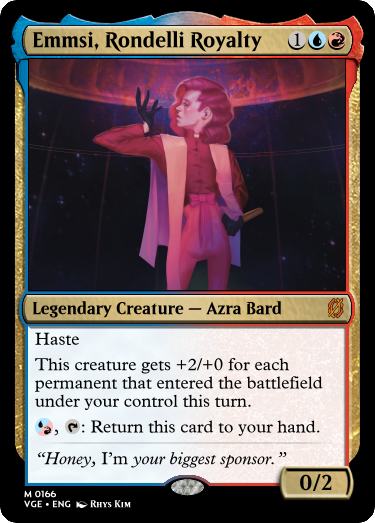 Emmsi, Rondelli Royalty 1
Legendary Creature — Azra Bard
Haste
This creature gets +2/+0 for each
permanent that entered the battlefield
under your control this turn.
, : Return this card to your hand.
“Honey, I’m your biggest sponsor.”
0/2
M 0166
VGE • ENG Rhys Kim